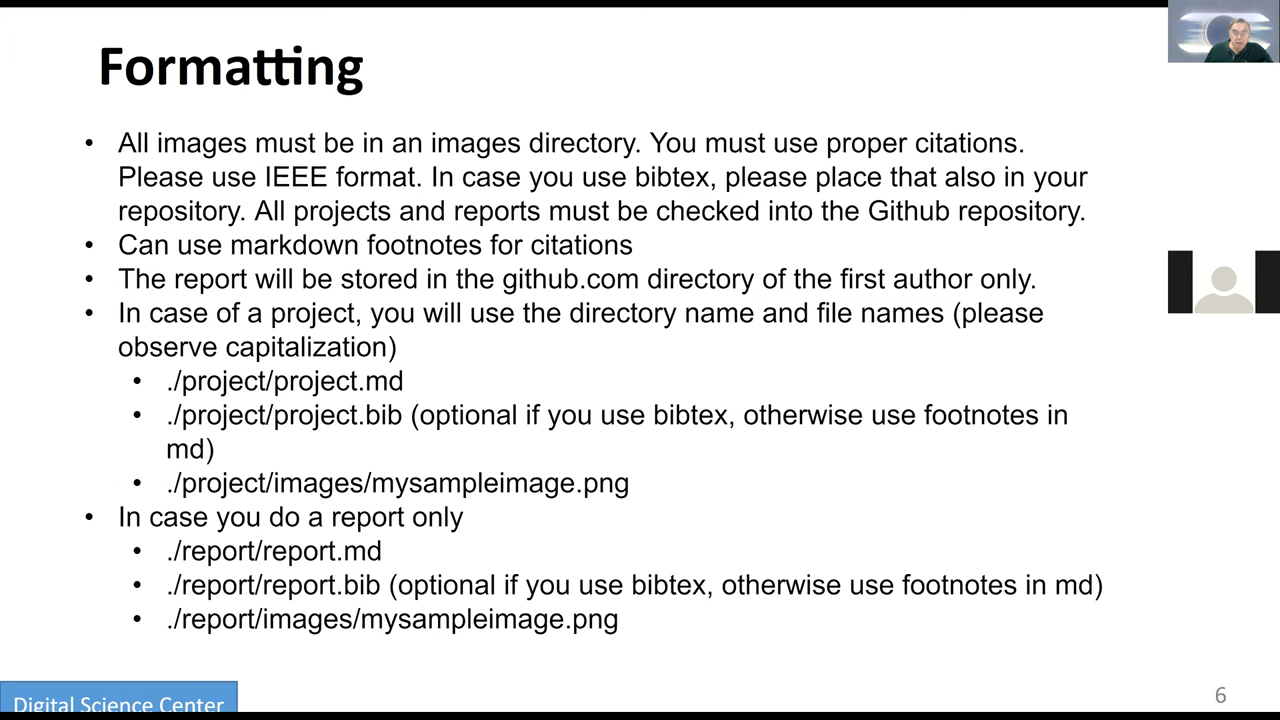 Formatting
• All images must be in an images directory. You must use proper citations.
Please use IEEE format. In case you use bibtex, please place that also in your
repository. All projects and reports must be checked into the Github repository.
• Can use markdown footnotes for citations
• The report will be stored in the github.com directory of the first author only.
• In case of a project, you will use the directory name and file names (please
observe capitalization)
• ./project/project.md
• ./project/project.bib (optional if you use bibtex, otherwise use footnotes in
md)
• ./project/images/mysampleimage.png
• In case you do a report only
• ./report/report.md
• ./report/report.bib (optional if you use bibtex, otherwise use footnotes in md)
• ./report/images/mysampleimage.png
Digital Science Center
6